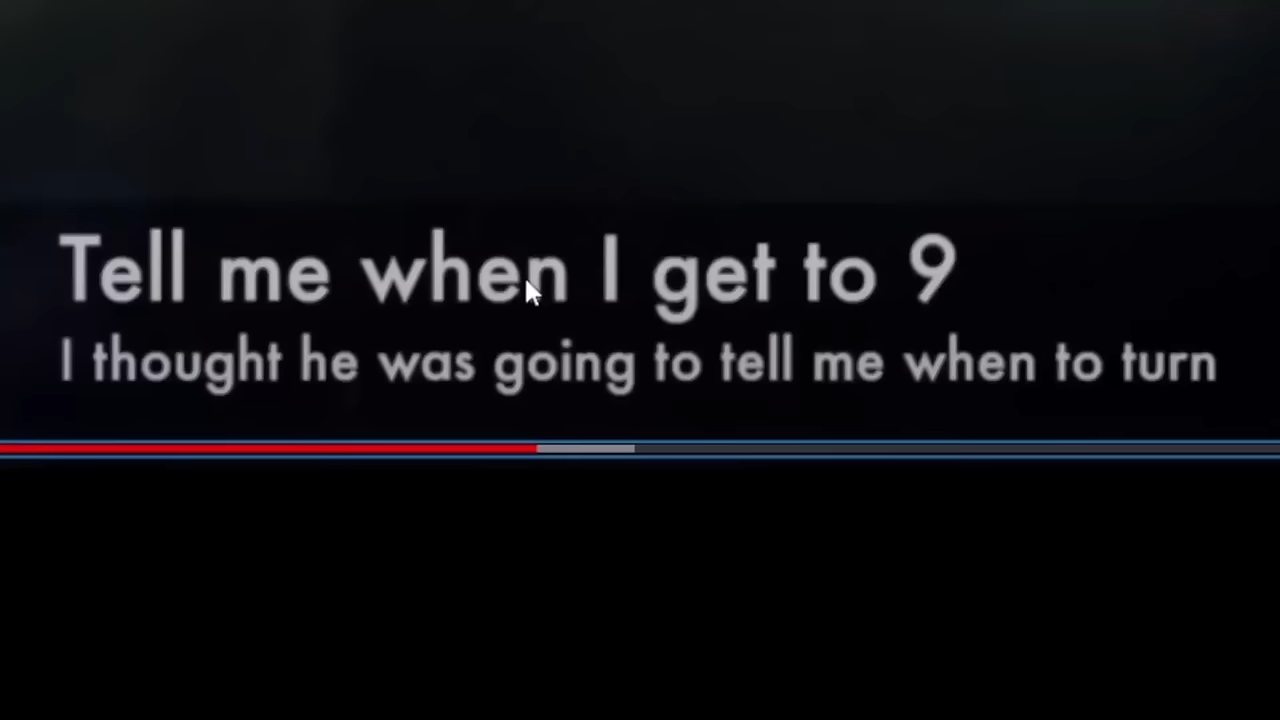 Tell me when I get to 9
I thought he was going to tell me when to turn